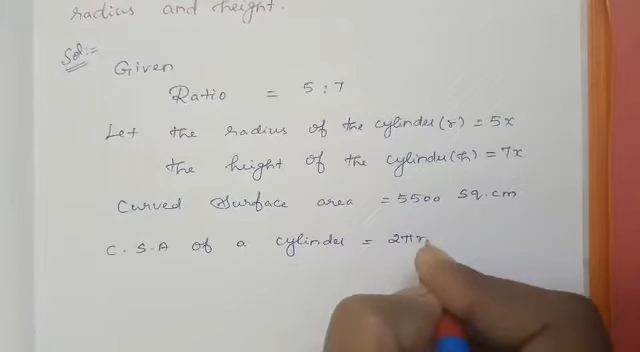 radius and height.
Sol:-
Given
Ratio = 5:7
Let the radius of the cylinder(r) = 5x
the height of the cylinder(h) = 7x
Curved Surface area = 5500 sq.cm
C.S.A of a cylinder = 2πr